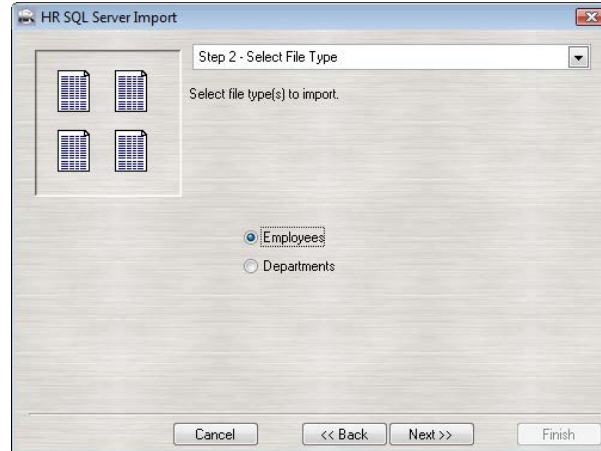 HR SQL Server Import
Step 2 - Select File Type
Select file type(s) to import.
Employees
Departments
Cancel
<< Back
Next >>
Finish